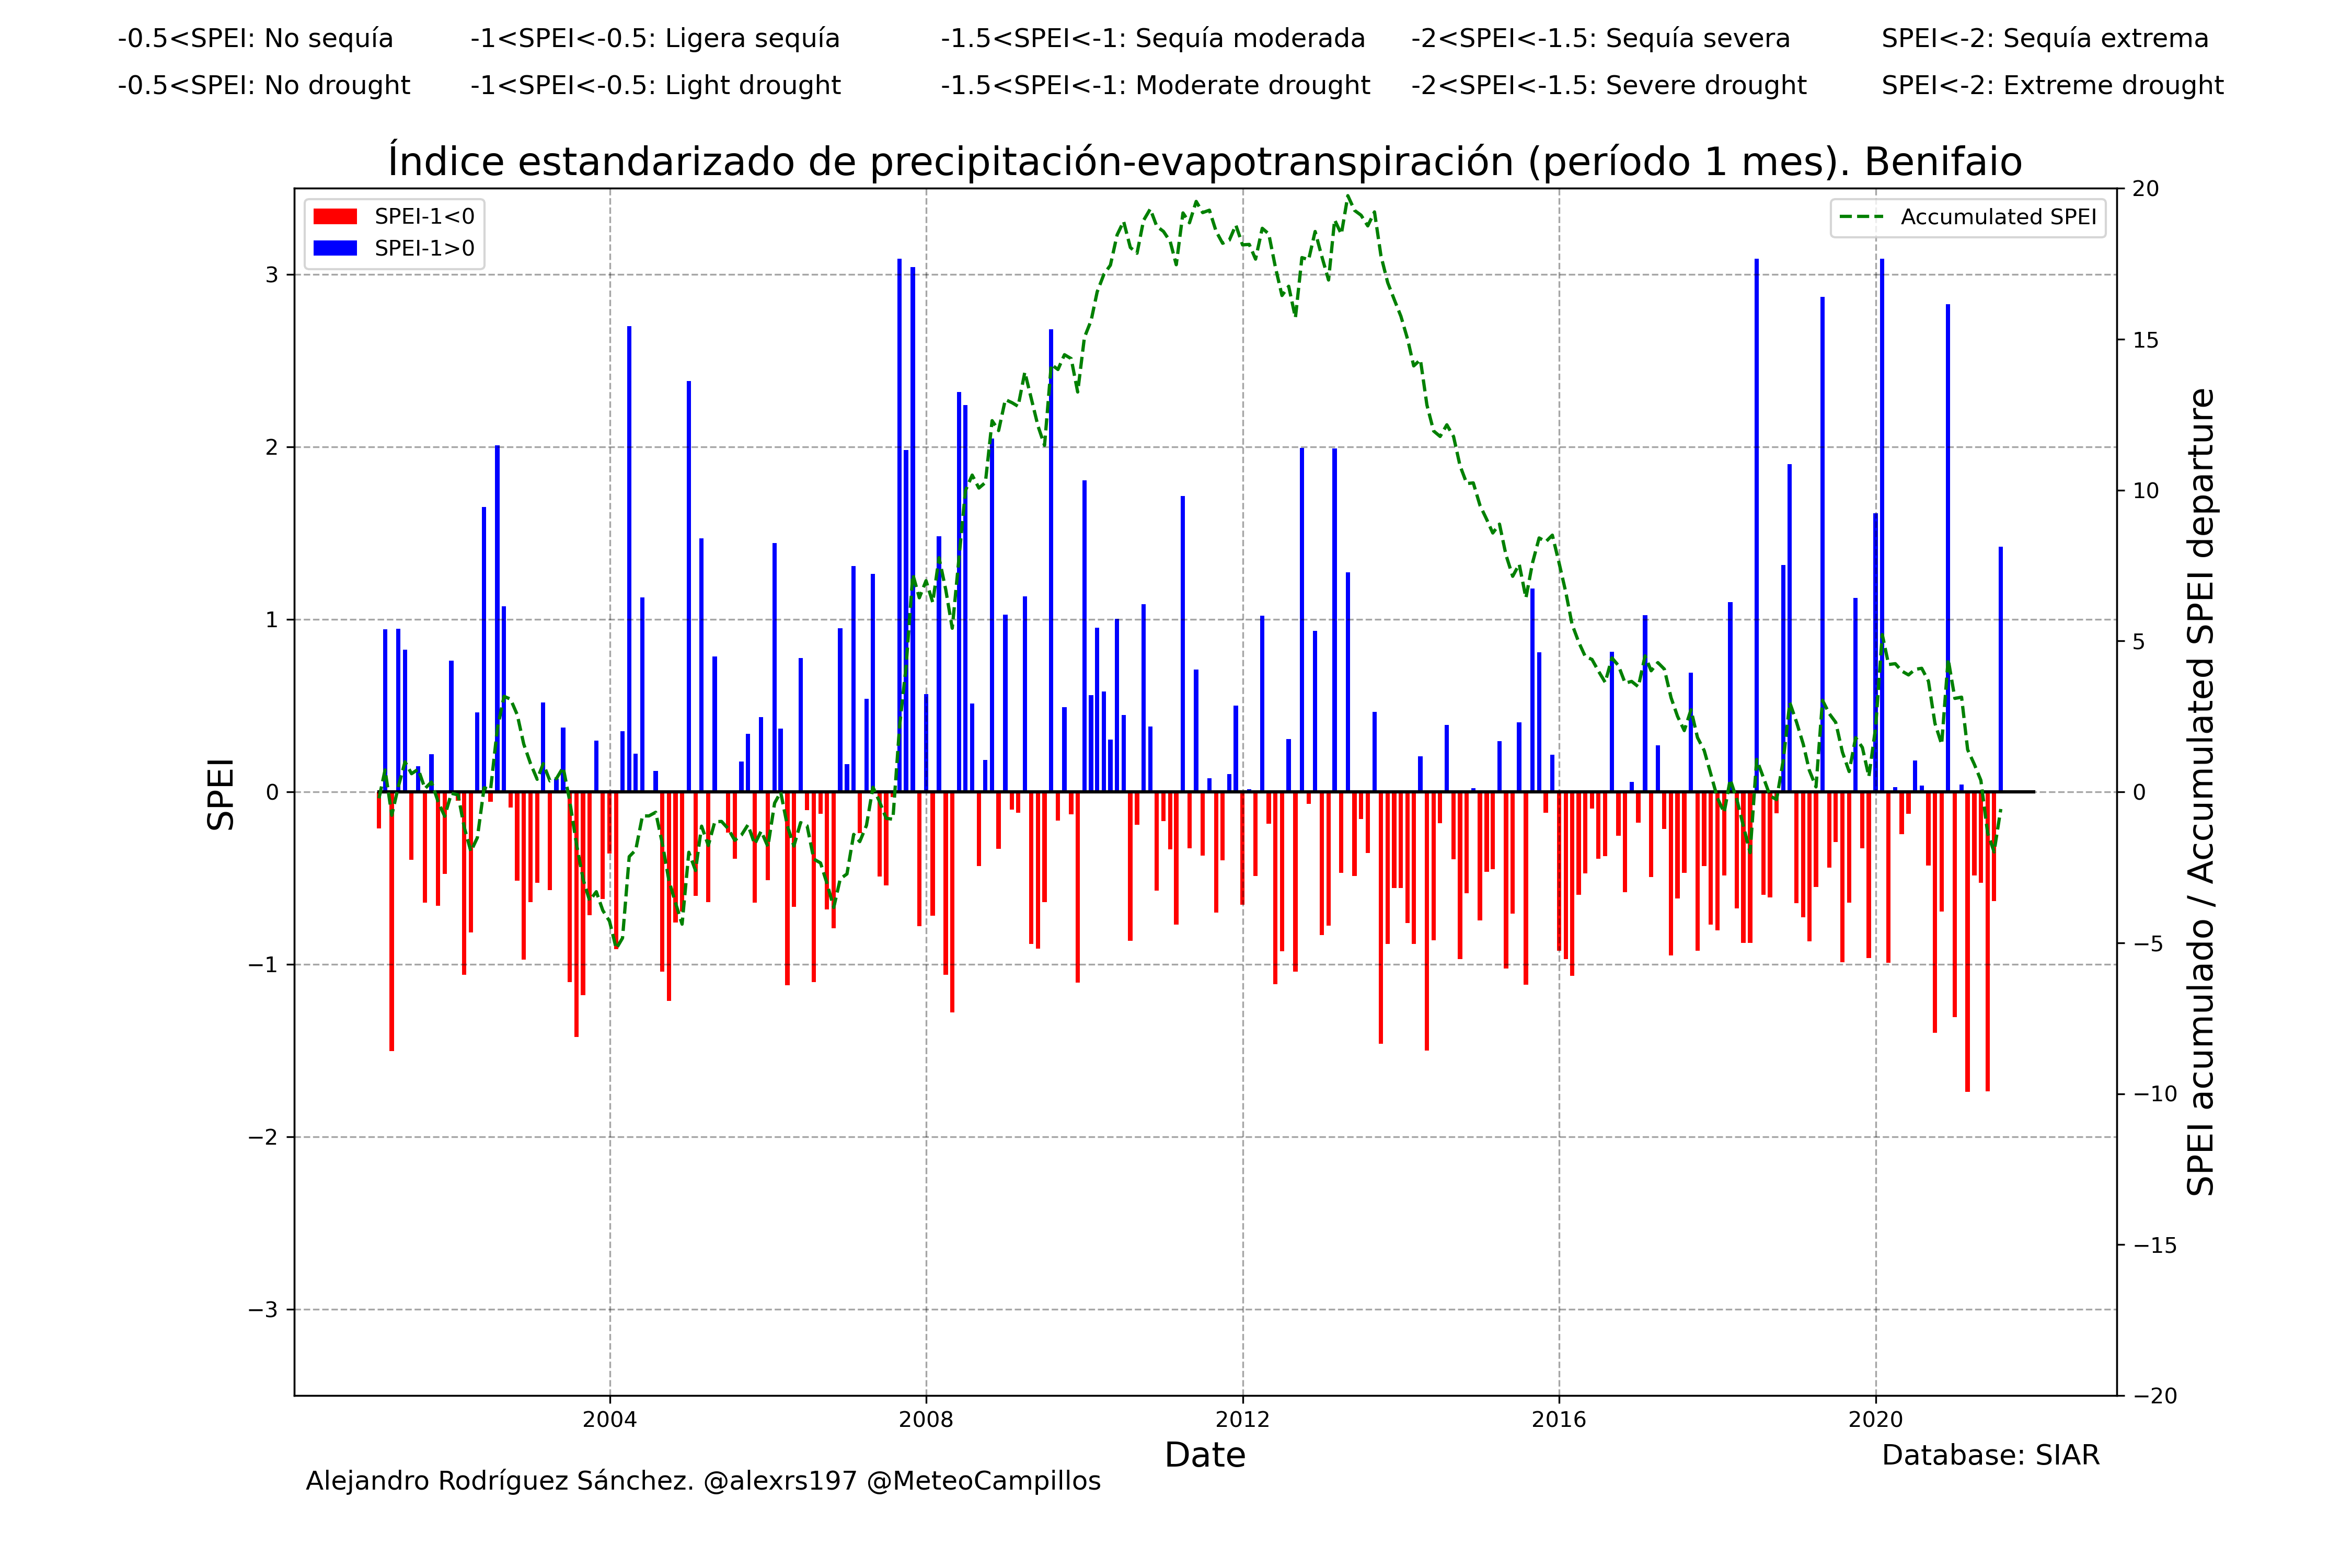 -0.5<SPEI: No sequía
-1<SPEI<-0.5: Ligera sequía
-1.5<SPEI<-1: Sequía moderada
-2<SPEI<-1.5: Sequía severa
SPEI<-2: Sequía extrema
-0.5<SPEI: No drought
-1<SPEI<-0.5: Light drought
-1.5<SPEI<-1: Moderate drought
-2<SPEI<-1.5: Severe drought
SPEI<-2: Extreme drought
Índice estandarizado de precipitación-evapotranspiración (período 1 mes). Benifaio
SPEI-1<0
SPEI-1>0
Accumulated SPEI
SPEI
3
2
1
0
−1
−2
−3
20
15
10
5
0
−5
−10
−15
−20
SPEI acumulado / Accumulated SPEI departure
2004
2008
2012
2016
2020
Date
Database: SIAR
Alejandro Rodríguez Sánchez. @alexrs197 @MeteoCampillos